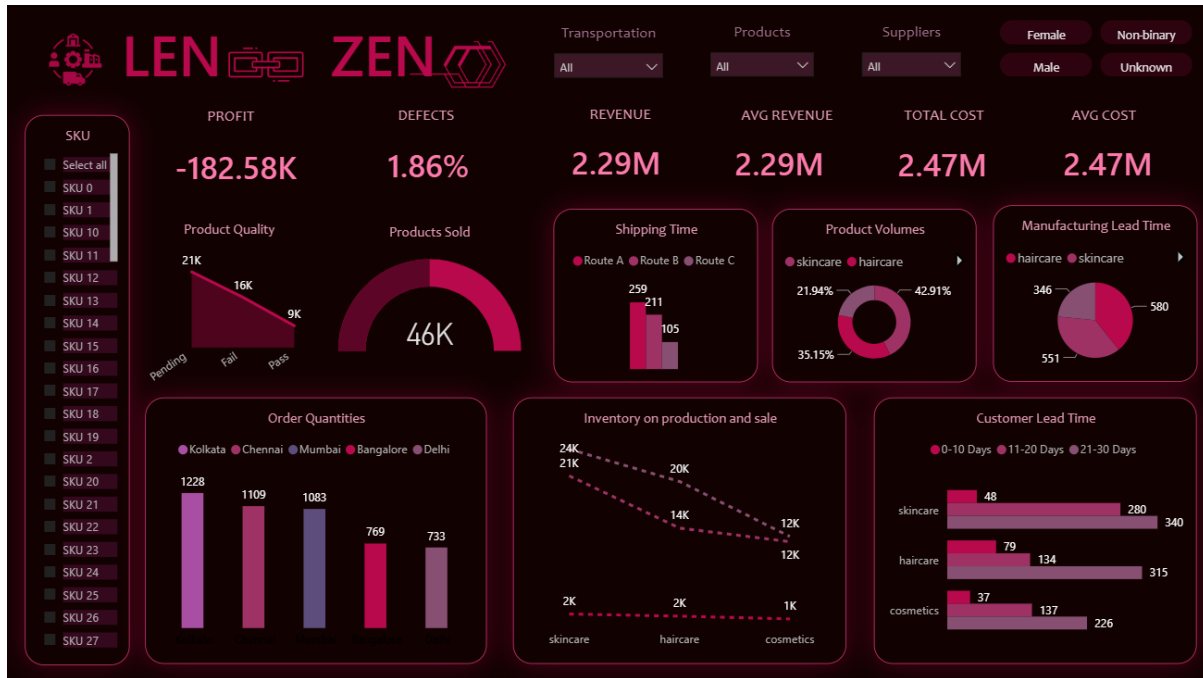 LEN ZEN
Transportation
All
Products
All
Suppliers
All
Female
Non-binary
Male
Unknown
SKU
Select all
SKU 0
SKU 1
SKU 10
SKU 11
SKU 12
SKU 13
SKU 14
SKU 15
SKU 16
SKU 17
SKU 18
SKU 19
SKU 2
SKU 20
SKU 21
SKU 22
SKU 23
SKU 24
SKU 25
SKU 26
SKU 27
PROFIT
-182.58K
DEFECTS
1.86%
REVENUE
2.29M
AVG REVENUE
2.29M
TOTAL COST
2.47M
AVG COST
2.47M
Product Quality
21K
16K
9K
Pending
Fail
Pass
Products Sold
46K
Shipping Time
Route A Route B Route C
259
211
105
Product Volumes
skincare haircare
21.94%
42.91%
35.15%
Manufacturing Lead Time
haircare skincare
346
580
551
Order Quantities
Kolkata Chennai Mumbai Bangalore Delhi
1228
1109
1083
769
733
Kolkata Chennai Mumbai Bangalore Delhi
Inventory on production and sale
24K
21K
20K
14K
12K
12K
2K
2K
1K
skincare haircare cosmetics
Customer Lead Time
0-10 Days 11-20 Days 21-30 Days
skincare
48
280
340
haircare
79
134
315
cosmetics
37
137
226